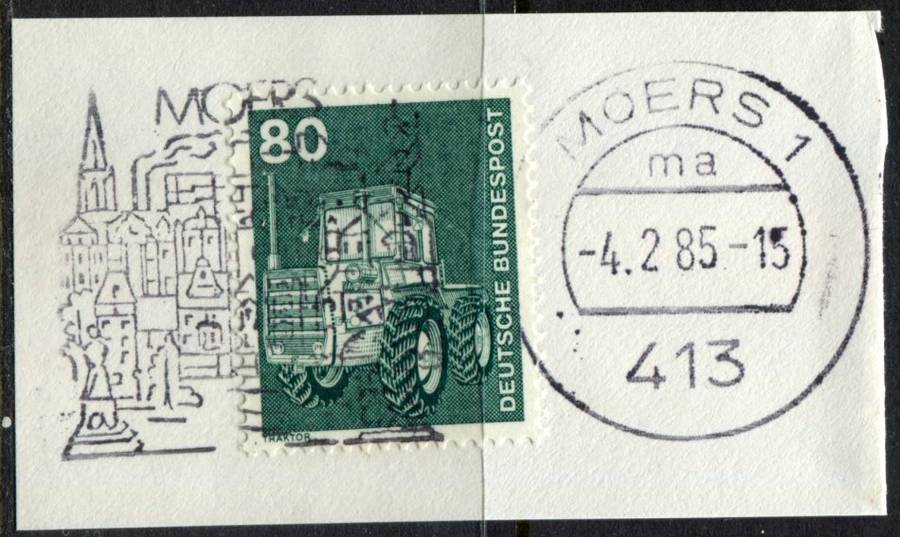 MOERS
80
DEUTSCHE BUNDESPOST
TRAKTOR
MOERS 1
ma
-4.2.85-15
413